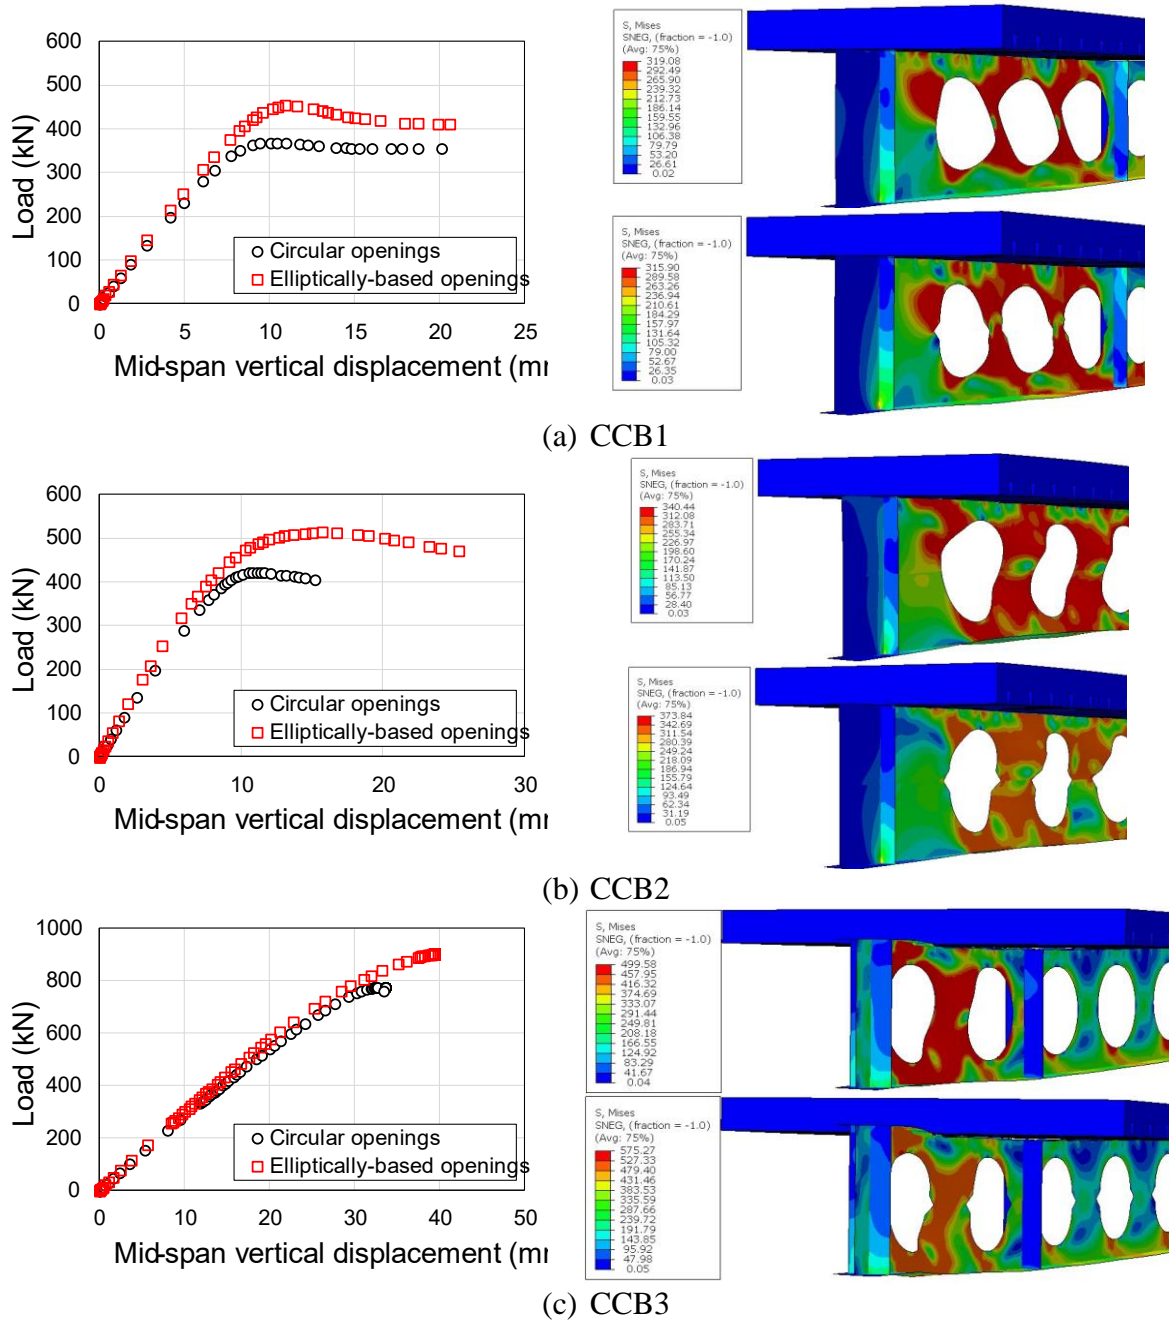 600
500
400
300
200
100
0
Load (kN)
Circular openings
Elliptically-based openings
0 5 10 15 20 25
Mid-span vertical displacement (mm
S, Mises
SNEG, (fraction = -1.0)
(Avg: 75%)
319.08
292.49
265.90
239.32
212.73
186.14
159.55
132.96
106.38
79.79
53.20
26.61
0.02
S, Mises
SNEG, (fraction = -1.0)
(Avg: 75%)
315.90
289.58
263.26
236.94
210.61
184.29
157.97
131.64
105.32
79.00
52.67
26.35
0.03
(a) CCB1
600
500
400
300
200
100
0
Load (kN)
Circular openings
Elliptically-based openings
0 10 20 30
Mid-span vertical displacement (mm
S, Mises
SNEG, (fraction = -1.0)
(Avg: 75%)
340.44
312.08
283.71
255.34
226.97
198.60
170.24
141.87
113.50
85.13
56.77
28.40
0.03
S, Mises
SNEG, (fraction = -1.0)
(Avg: 75%)
373.84
342.69
311.54
280.39
249.24
218.09
186.94
155.79
124.64
93.49
62.34
31.19
0.05
(b) CCB2
1000
800
600
400
200
0
Load (kN)
Circular openings
Elliptically-based openings
0 10 20 30 40 50
Mid-span vertical displacement (mm
S, Mises
SNEG, (fraction = -1.0)
(Avg: 75%)
499.58
457.95
416.32
374.69
333.07
291.44
249.81
208.18
166.55
124.92
83.29
41.67
0.04
S, Mises
SNEG, (fraction = -1.0)
(Avg: 75%)
575.27
527.33
479.40
431.46
383.53
335.59
287.66
239.72
191.79
143.85
95.92
47.98
0.05
(c) CCB3